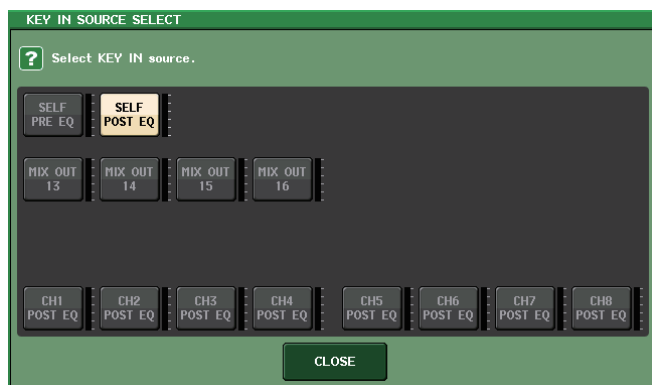 KEY IN SOURCE SELECT
? Select KEY IN source.
SELF PRE EQ
SELF POST EQ
MIX OUT 13
MIX OUT 14
MIX OUT 15
MIX OUT 16
CH1 POST EQ
CH2 POST EQ
CH3 POST EQ
CH4 POST EQ
CH5 POST EQ
CH6 POST EQ
CH7 POST EQ
CH8 POST EQ
CLOSE